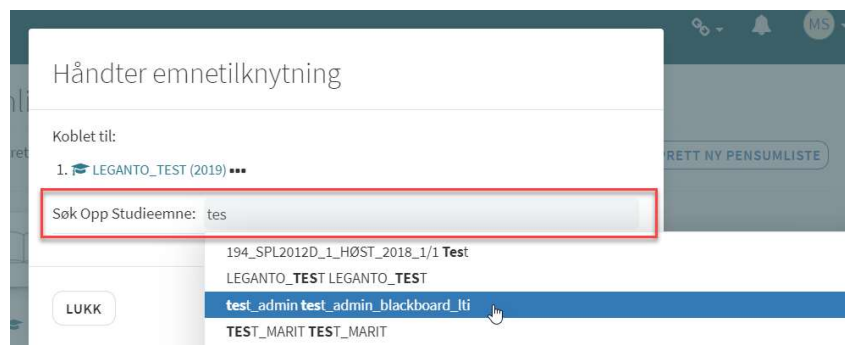 MS
Håndter emnetilknytning
Koblet til:
1. LEGANTO_TEST (2019) •••
RETT NY PENSUMLISTE
Søk Opp Studieemne: tes
194_SPL2012D_1_HØST_2018_1/1 Test
LEGANTO_TEST LEGANTO_TEST
LUKK
test_admin test_admin_blackboard_lti
TEST_MARIT TEST_MARIT